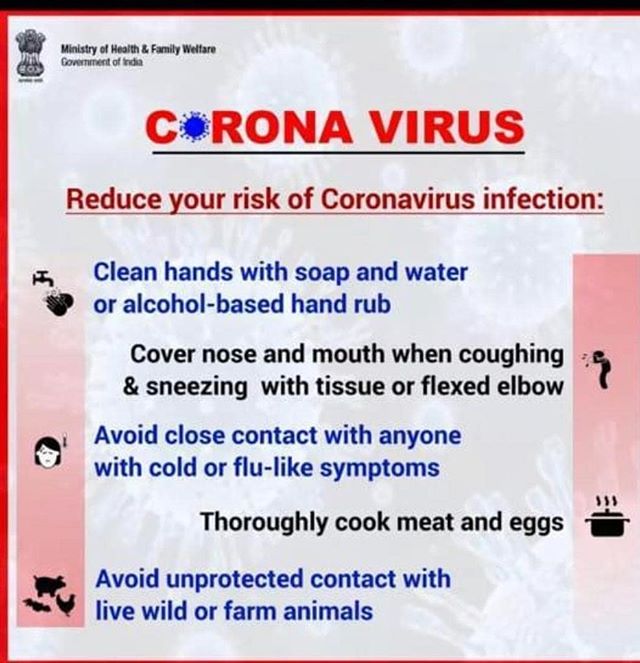 Ministry of Health & Family Welfare
Government of India
CORONA VIRUS
Reduce your risk of Coronavirus infection:
Clean hands with soap and water
or alcohol-based hand rub
Cover nose and mouth when coughing
& sneezing with tissue or flexed elbow
Avoid close contact with anyone
with cold or flu-like symptoms
Thoroughly cook meat and eggs
Avoid unprotected contact with
live wild or farm animals